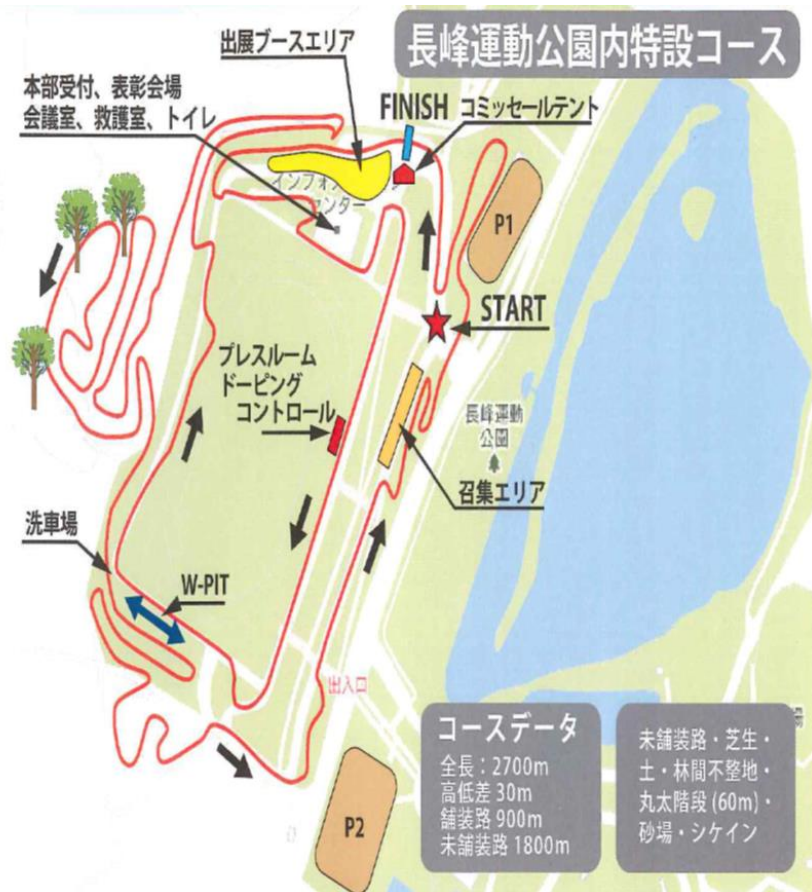 長峰運動公園内特設コース
出展ブースエリア
本部受付、表彰会場
会議室、救護室、トイレ
FINISH
コミッセールテント
センター
P1
START
プレスルーム
ドーピング
コントロール
長峰運動
公園
召集エリア
洗車場
W-PIT
出入口
P2
コースデータ
全長：2700m
高低差 30m
舗装路 900m
未舗装路 1800m
未舗装路・芝生・
土・林間不整地・
丸太階段 (60m)・
砂場・シケイン